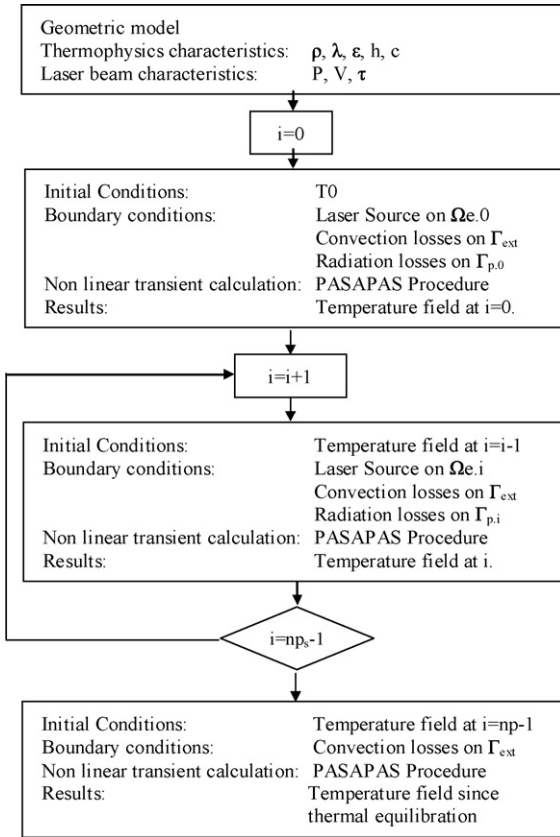 Geometric model
Thermophysics characteristics: ρ, λ, ε, h, c
Laser beam characteristics: P, V, τ
i=0
Initial Conditions: T0
Boundary conditions: Laser Source on Ωe.0
Convection losses on Γext
Radiation losses on Γp.0
Non linear transient calculation: PASAPAS Procedure
Results: Temperature field at i=0.
i=i+1
Initial Conditions: Temperature field at i=i-1
Boundary conditions: Laser Source on Ωe.i
Convection losses on Γext
Radiation losses on Γp.i
Non linear transient calculation: PASAPAS Procedure
Results: Temperature field at i.
i=nps-1
Initial Conditions: Temperature field at i=np-1
Boundary conditions: Convection losses on Γext
Non linear transient calculation: PASAPAS Procedure
Results: Temperature field since
thermal equilibration